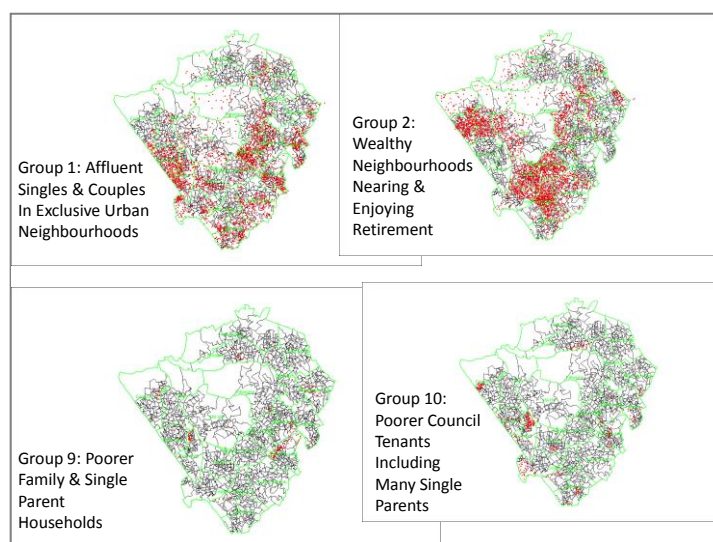 Group 1: Affluent
Singles & Couples
In Exclusive Urban
Neighbourhoods
Group 2:
Wealthy
Neighbourhoods
Nearing &
Enjoying
Retirement
Group 9: Poorer
Family & Single
Parent
Households
Group 10:
Poorer Council
Tenants
Including
Many Single
Parents